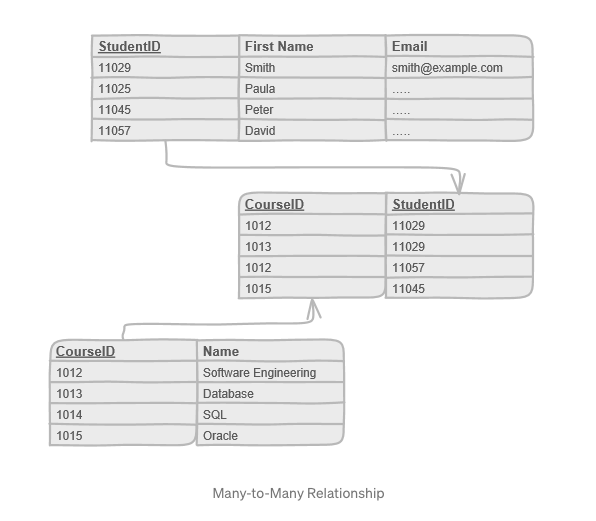 StudentID First Name Email
11029 Smith smith@example.com
11025 Paula .....
11045 Peter .....
11057 David .....
CourseID StudentID
1012 11029
1013 11029
1012 11057
1015 11045
CourseID Name
1012 Software Engineering
1013 Database
1014 SQL
1015 Oracle
Many-to-Many Relationship